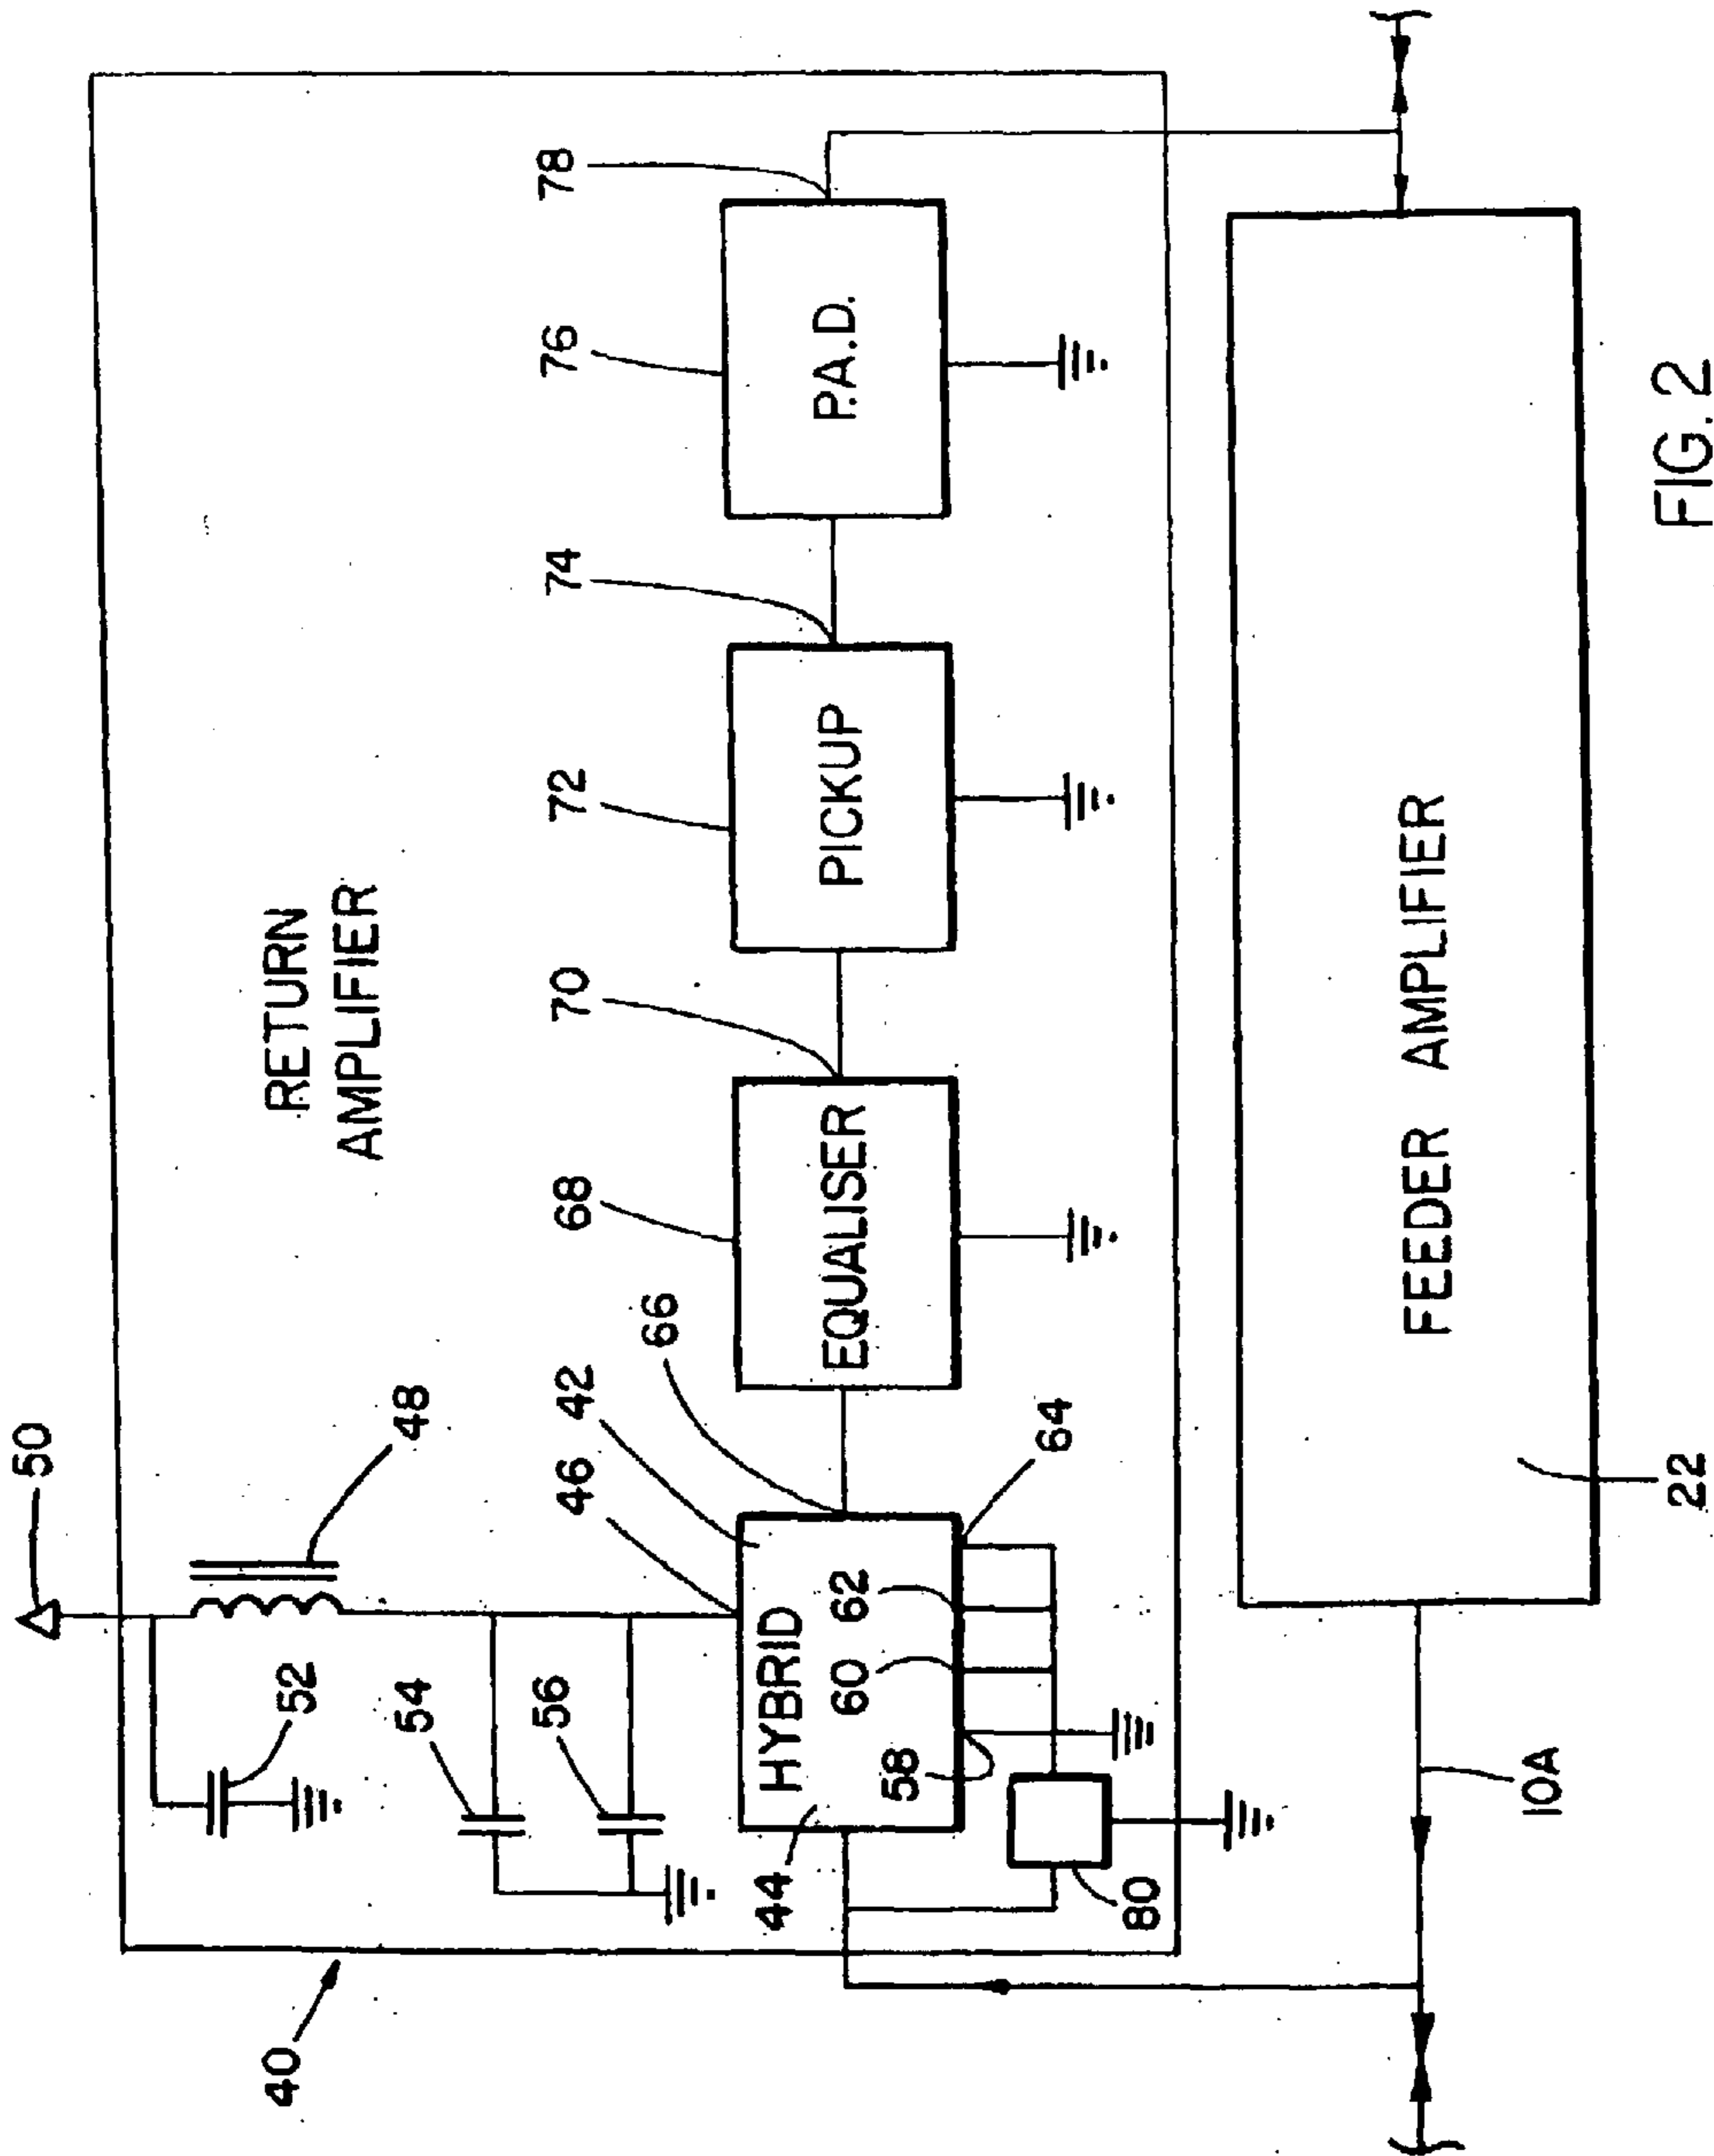 50
48
52
54
56
40
RETURN
AMPLIFIER
46
42
66
68
70
72
74
76
78
HYBRID
44
58
60
62
64
80
EQUALISER
PICKUP
P.A.D.
10A
FEEDER AMPLIFIER
22
FIG. 2